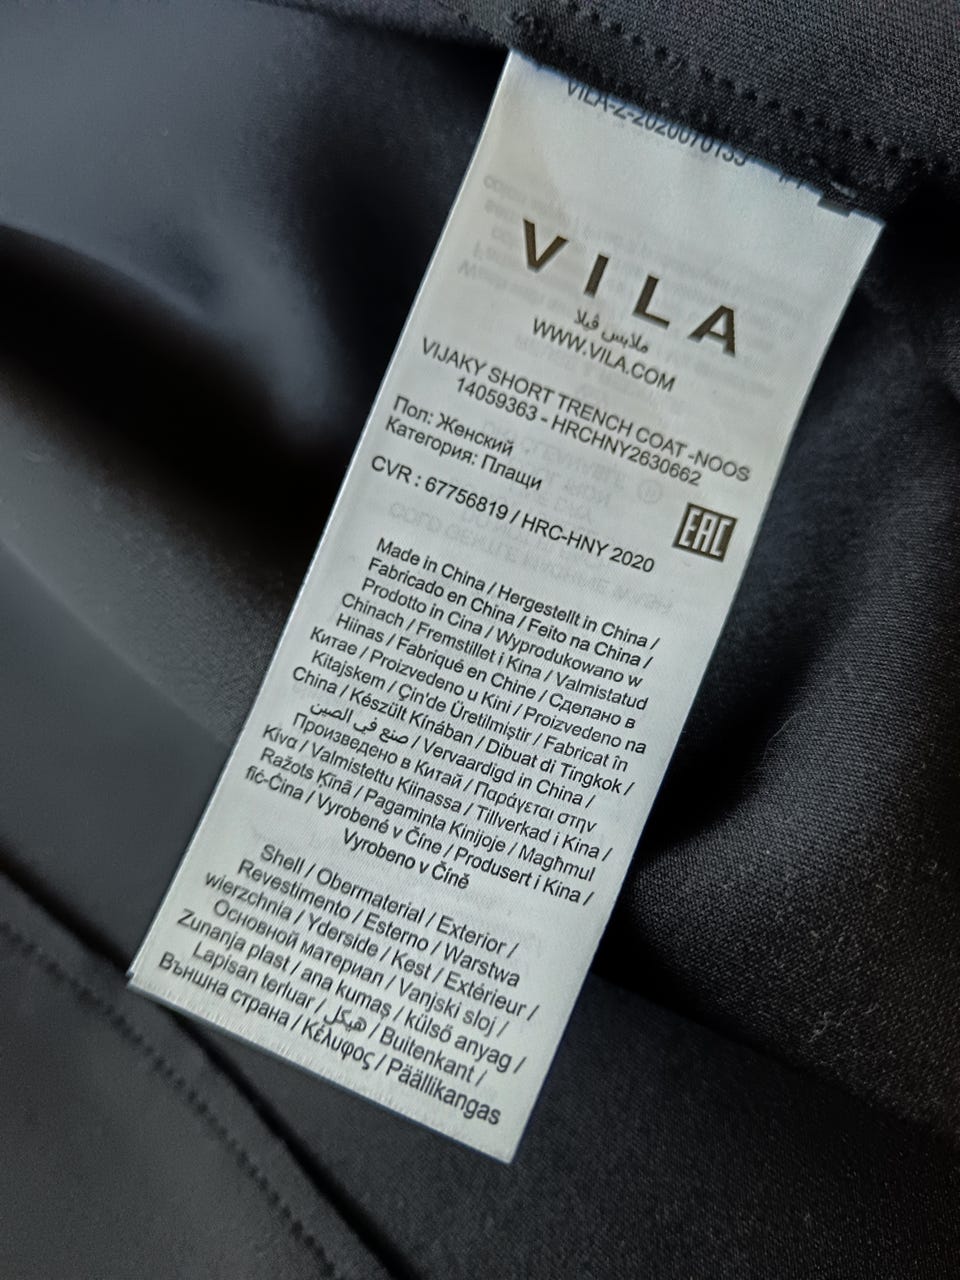 VILA-2-2020070133
VILA
ملابس ڤيلا
WWW.VILA.COM
VIJAKY SHORT TRENCH COAT -NOOS
14059363 - HRCHNY2630662
Пол: Женский
Категория: Плащи
CVR : 67756819 / HRC-HNY 2020
EAC
Made in China / Hergestellt in China /
Fabricado en China / Feito na China /
Prodotto in Cina / Wyprodukowano w
Chinach / Fremstillet i Kina / Valmistatud
Hiinas / Fabriqué en Chine / Сделано в
Китае / Proizvedeno u Kini / Proizvedeno na
Kitajskem / Çin'de Üretilmiştir / Fabricat în
China / Készült Kínában / Dibuat di Tingkok /
صنع في الصين / Vervaardigd in China /
Произведено в Китай / Παράγεται στην
Κίνα / Valmistettu Kiinassa / Tillverkad i Kina /
Ražots Ķīnā / Pagaminta Kinijoje / Magħmul
fiċ-Ċina / Vyrobené v Číne / Produsert i Kina /
Vyrobeno v Číně
Shell / Obermaterial / Exterior /
Revestimento / Esterno / Warstwa
wierzchnia / Yderside / Kest / Extérieur /
Основной материал / Vanjski sloj /
Zunanja plast / ana kumaş / külső anyag /
Lapisan terluar / هيكل / Buitenkant /
Външна страна / Κέλυφος / Päällikangas